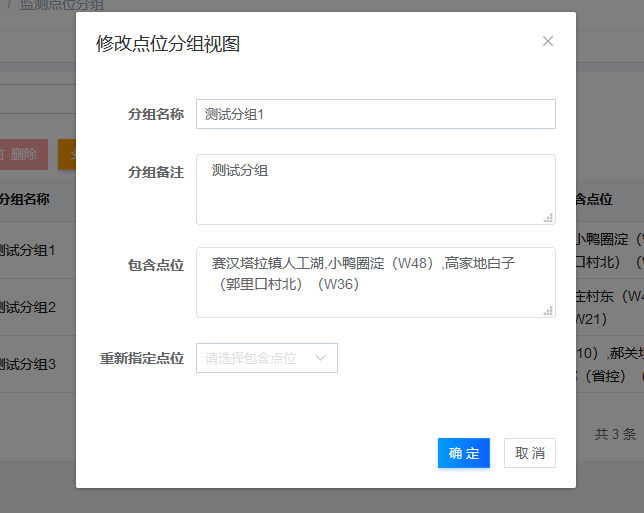 / 监测点位分组
修改点位分组视图
分组名称
测试分组1
删除
分组备注
测试分组
分组名称
含点位
测试分组1
小鸭圈淀（W
口村北）（W
包含点位
赛汉塔拉镇人工湖,小鸭圈淀（W48）,高家地白子
（郭里口村北）（W36）
测试分组2
庄村东（W4
W21）
重新指定点位
请选择包含点位
测试分组3
10）,郝关坝
（省控）（
共 3 条
确 定
取 消